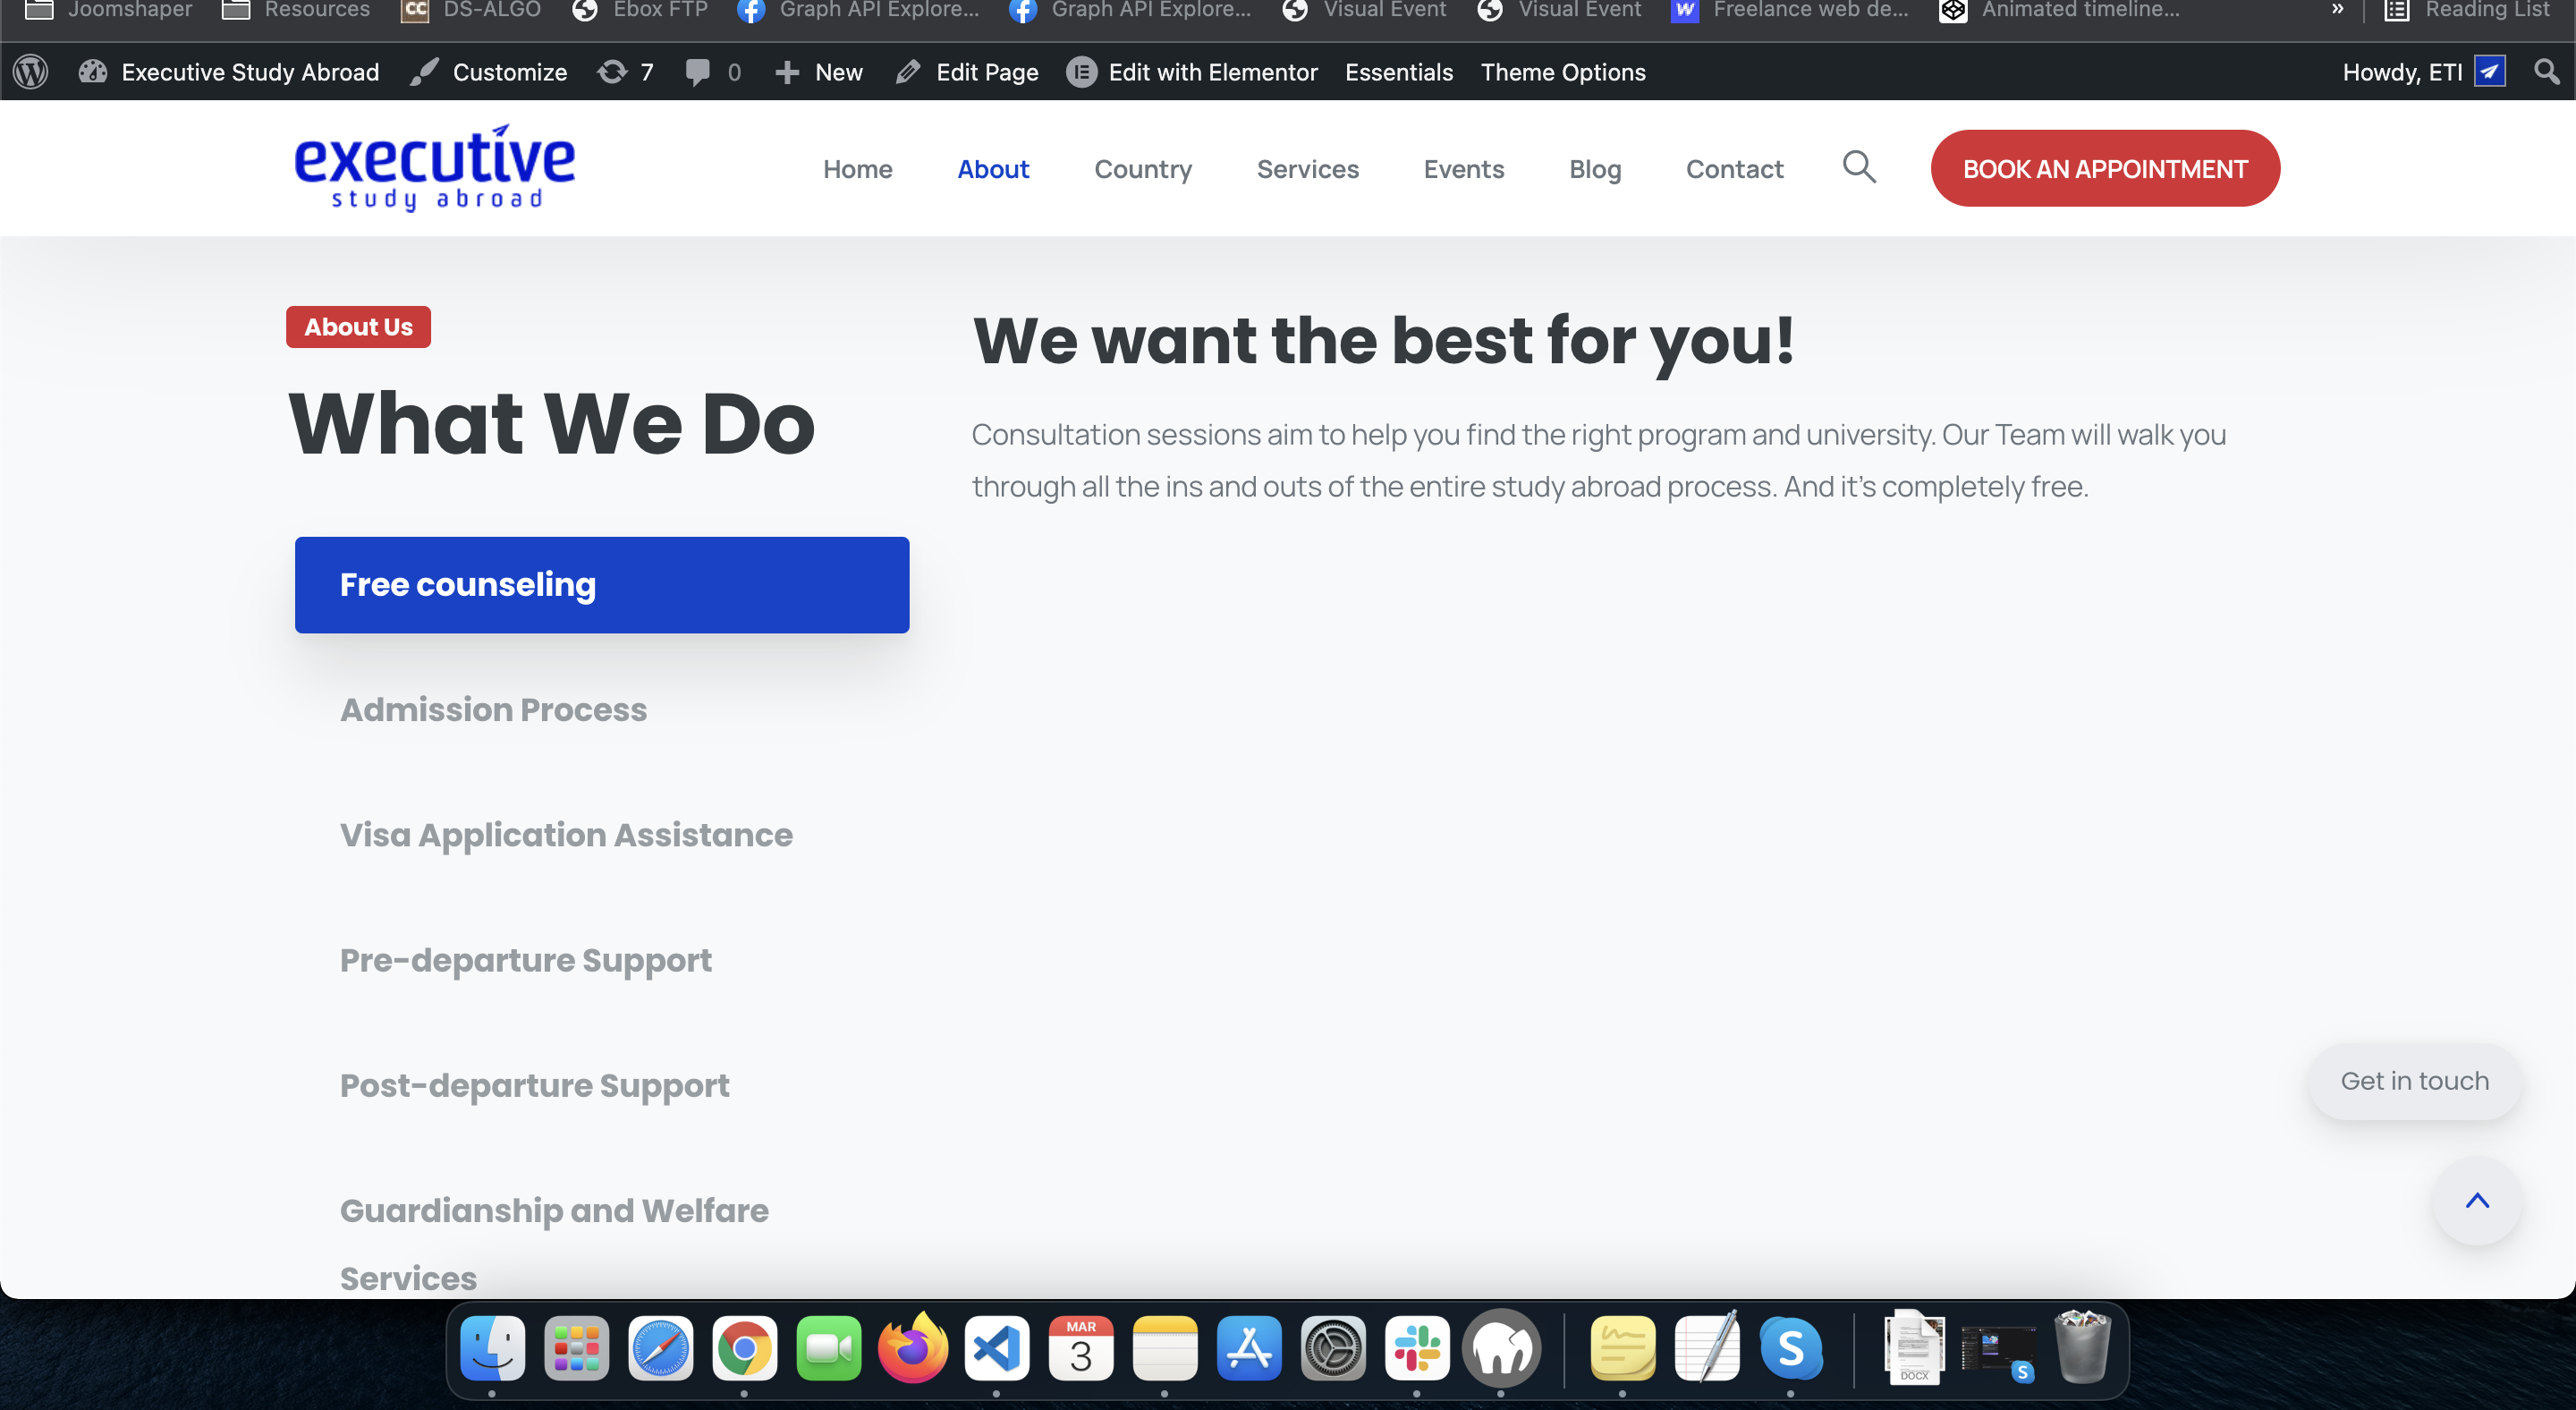 Joomshaper Resources CC DS-ALGO Ebox FTP Graph API Explore... Graph API Explore... Visual Event Visual Event W Freelance web de... Animated timeline... » Reading List
Executive Study Abroad Customize 7 0 New Edit Page Edit with Elementor Essentials Theme Options Howdy, ETI
executive
study abroad
Home About Country Services Events Blog Contact BOOK AN APPOINTMENT
About Us
What We Do
Free counseling
Admission Process
Visa Application Assistance
Pre-departure Support
Post-departure Support
Guardianship and Welfare
Services
We want the best for you!
Consultation sessions aim to help you find the right program and university. Our Team will walk you
through all the ins and outs of the entire study abroad process. And it’s completely free.
Get in touch
MAR
3
S
DOCX
S